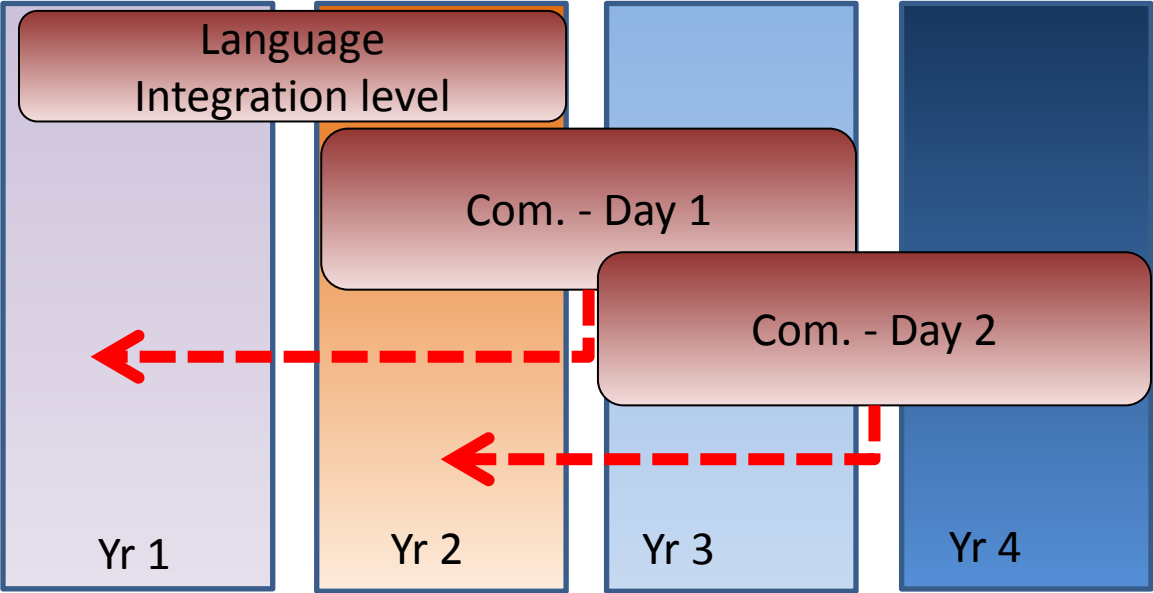 Language
Integration level
Com. - Day 1
Com. - Day 2
Yr 1
Yr 2
Yr 3
Yr 4